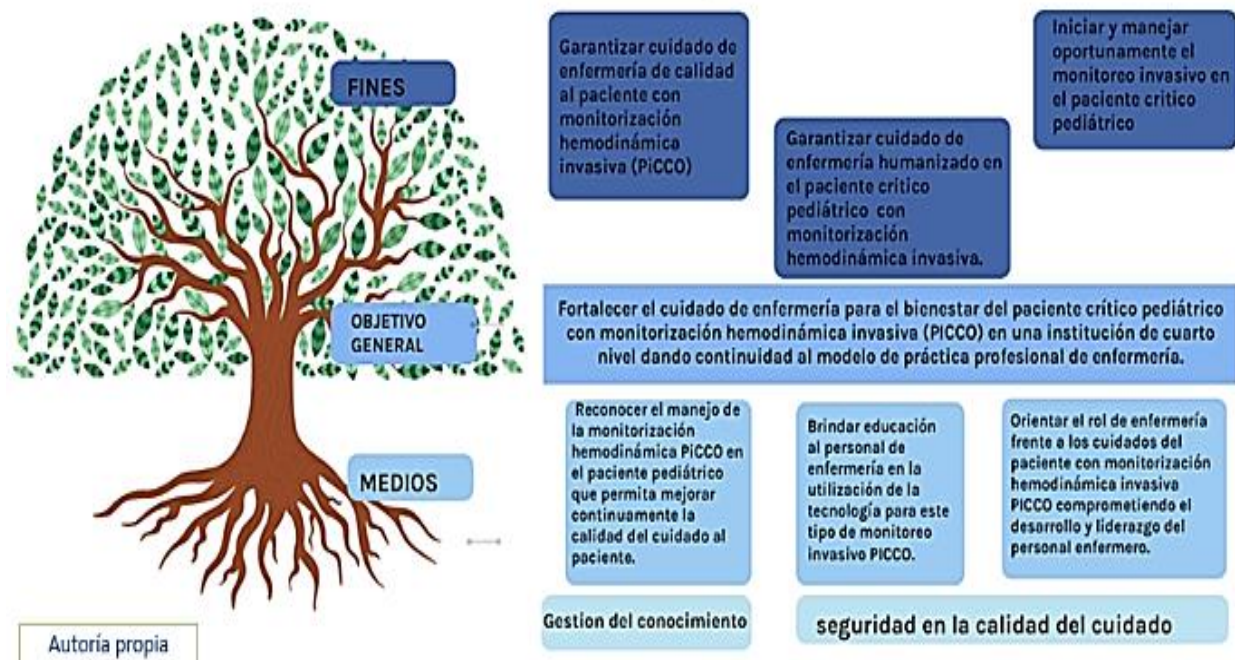 FINES
Garantizar cuidado de
enfermería de calidad
al paciente con
monitorización
hemodinámica
invasiva (PiCCO)
Garantizar cuidado de
enfermería humanizado en
el paciente critico
pediátrico con
monitorización
hemodinámica invasiva.
Iniciar y manejar
oportunamente el
monitoreo invasivo en
el paciente critico
pediátrico
OBJETIVO
GENERAL
Fortalecer el cuidado de enfermería para el bienestar del paciente crítico pediátrico
con monitorización hemodinámica invasiva (PICCO) en una institución de cuarto
nivel dando continuidad al modelo de práctica profesional de enfermería.
MEDIOS
Reconocer el manejo de
la monitorización
hemodinámica PiCCO en
el paciente pediátrico
que permita mejorar
continuamente la
calidad del cuidado al
paciente.
Brindar educación
al personal de
enfermería en la
utilización de la
tecnología para este
tipo de monitoreo
invasivo PICCO.
Orientar el rol de enfermería
frente a los cuidados del
paciente con monitorización
hemodinámica invasiva
PICCO comprometiendo el
desarrollo y liderazgo del
personal enfermero.
Gestion del conocimiento
seguridad en la calidad del cuidado
Autoría propia